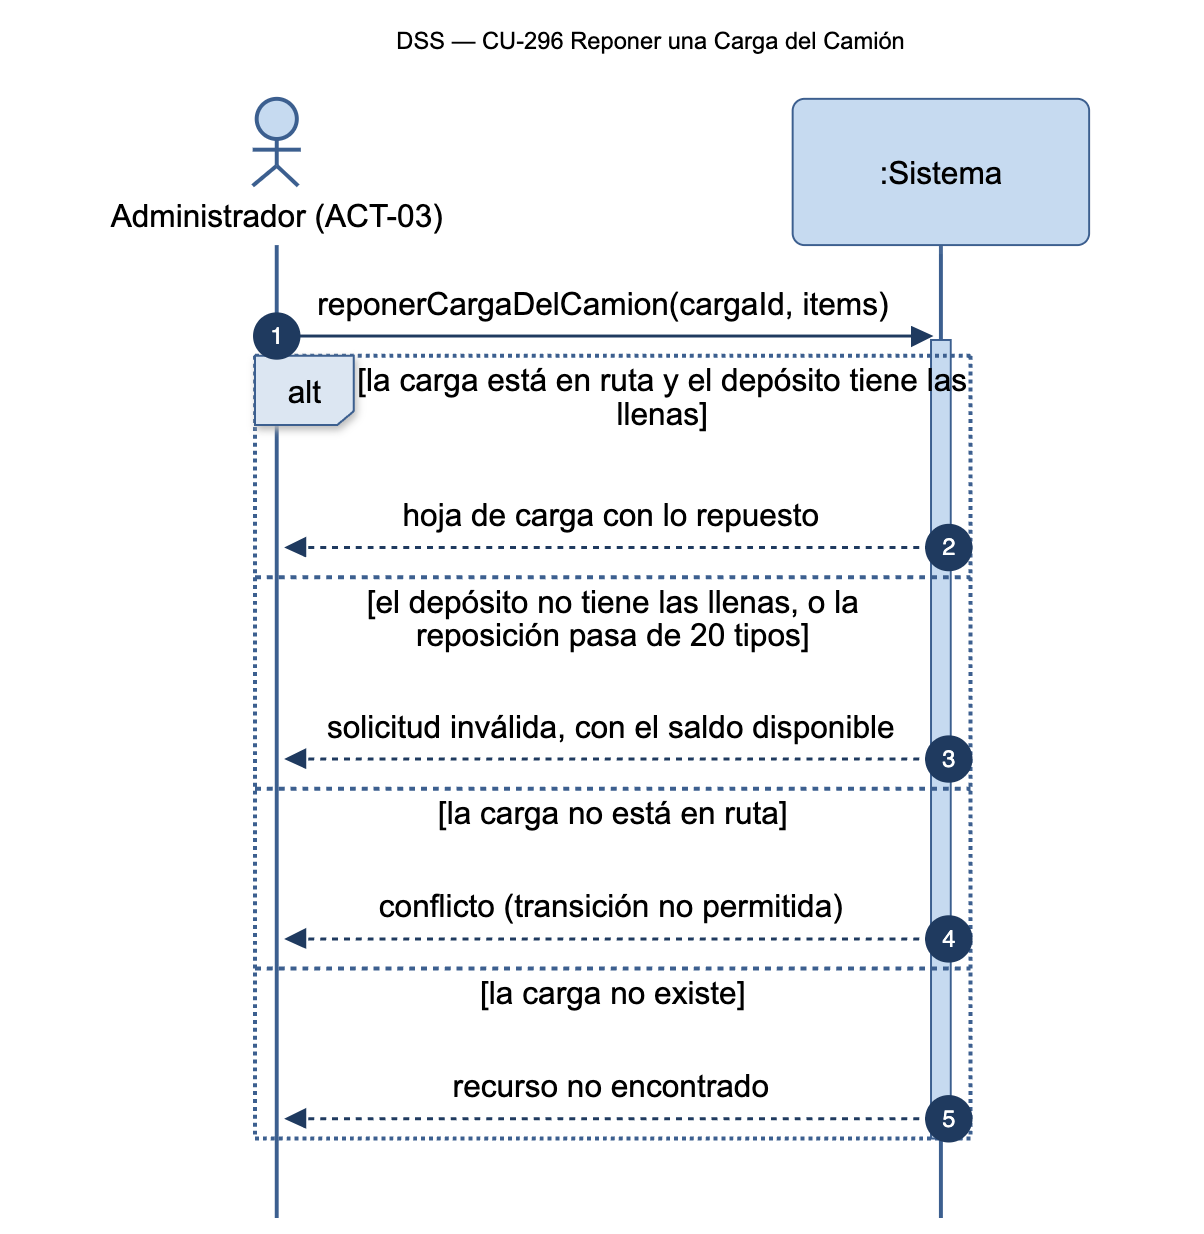 DSS — CU-296 Reponer una Carga del Camión
:Sistema
Administrador (ACT-03)
reponerCargaDelCamion(cargaId, items)
1
alt
[la carga está en ruta y el depósito tiene las
llenas]
hoja de carga con lo repuesto
2
[el depósito no tiene las llenas, o la
reposición pasa de 20 tipos]
solicitud inválida, con el saldo disponible
3
[la carga no está en ruta]
conflicto (transición no permitida)
4
[la carga no existe]
recurso no encontrado
5